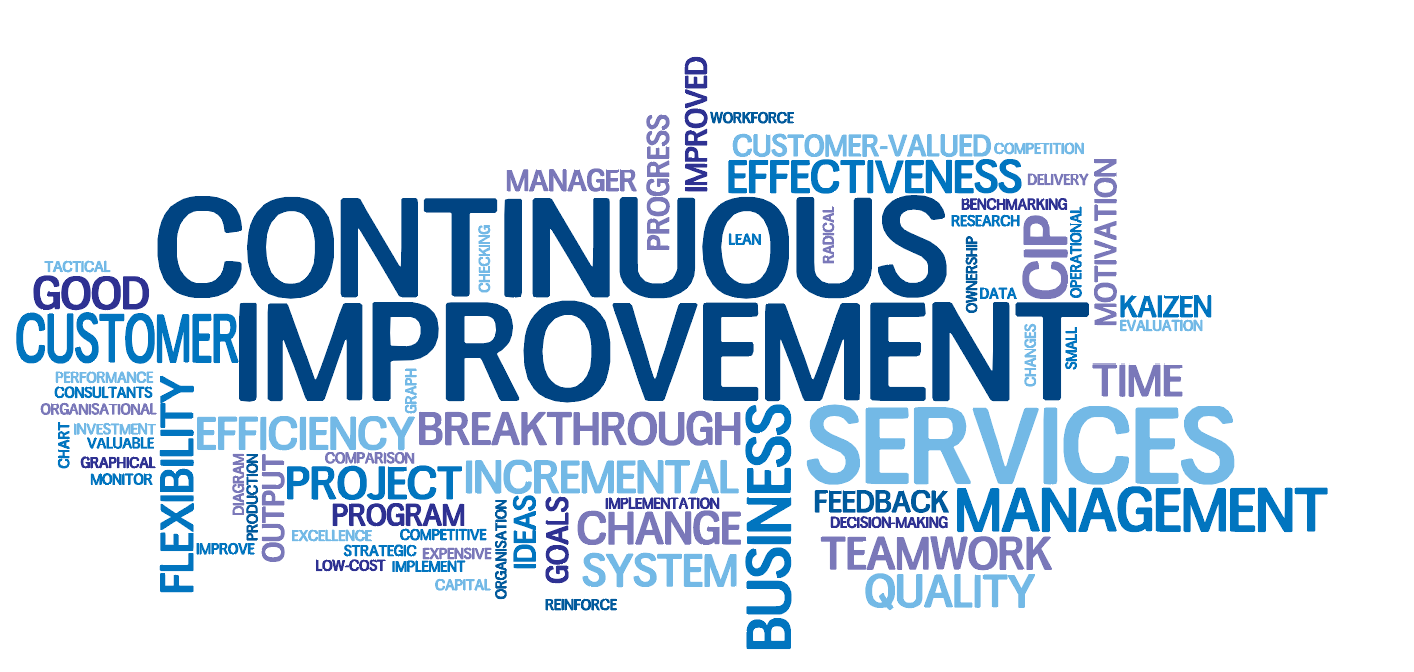 IMPROVED
WORKFORCE
PROGRESS
CUSTOMER-VALUED
COMPETITION
MANAGER
EFFECTIVENESS
DELIVERY
MOTIVATION
BENCHMARKING
RESEARCH
CONTINUOUS
CHECKING
LEAN
RADICAL
OWNERSHIP
CIP
OPERATIONAL
DATA
TACTICAL
GOOD
KAIZEN
EVALUATION
CUSTOMER
IMPROVEMENT
CHANGES
SMALL
PERFORMANCE
CONSULTANTS
ORGANISATIONAL
FLEXIBILITY
GRAPH
TIME
CHART
INVESTMENT
VALUABLE
GRAPHICAL
MONITOR
EFFICIENCY
BREAKTHROUGH
BUSINESS
SERVICES
COMPARISON
DIAGRAM
PRODUCTION
OUTPUT
PROJECT
INCREMENTAL
FEEDBACK
MANAGEMENT
PROGRAM
ORGANISATION
IDEAS
GOALS
IMPLEMENTATION
CHANGE
DECISION-MAKING
EXCELLENCE
COMPETITIVE
IMPROVE
STRATEGIC
EXPENSIVE
TEAMWORK
LOW-COST
IMPLEMENT
SYSTEM
CAPITAL
QUALITY
REINFORCE